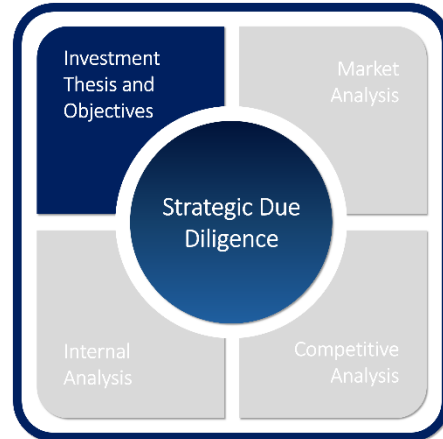 Investment
Thesis and
Objectives
Market
Analysis
Strategic Due
Diligence
Internal
Analysis
Competitive
Analysis